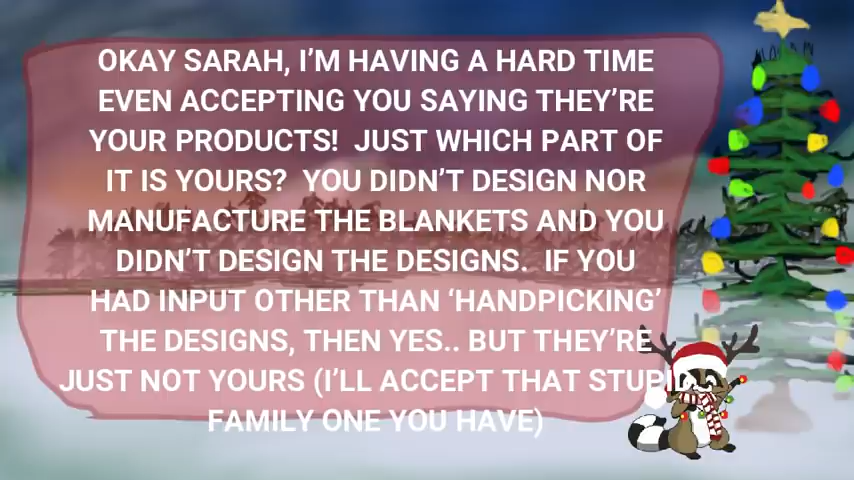 OKAY SARAH, I'M HAVING A HARD TIME
EVEN ACCEPTING YOU SAYING THEY'RE
YOUR PRODUCTS!  JUST WHICH PART OF
IT IS YOURS?  YOU DIDN'T DESIGN NOR
MANUFACTURE THE BLANKETS AND YOU
DIDN'T DESIGN THE DESIGNS.  IF YOU
HAD INPUT OTHER THAN ‘HANDPICKING’
THE DESIGNS, THEN YES.. BUT THEY'RE
JUST NOT YOURS (I'LL ACCEPT THAT STUPID
FAMILY ONE YOU HAVE)